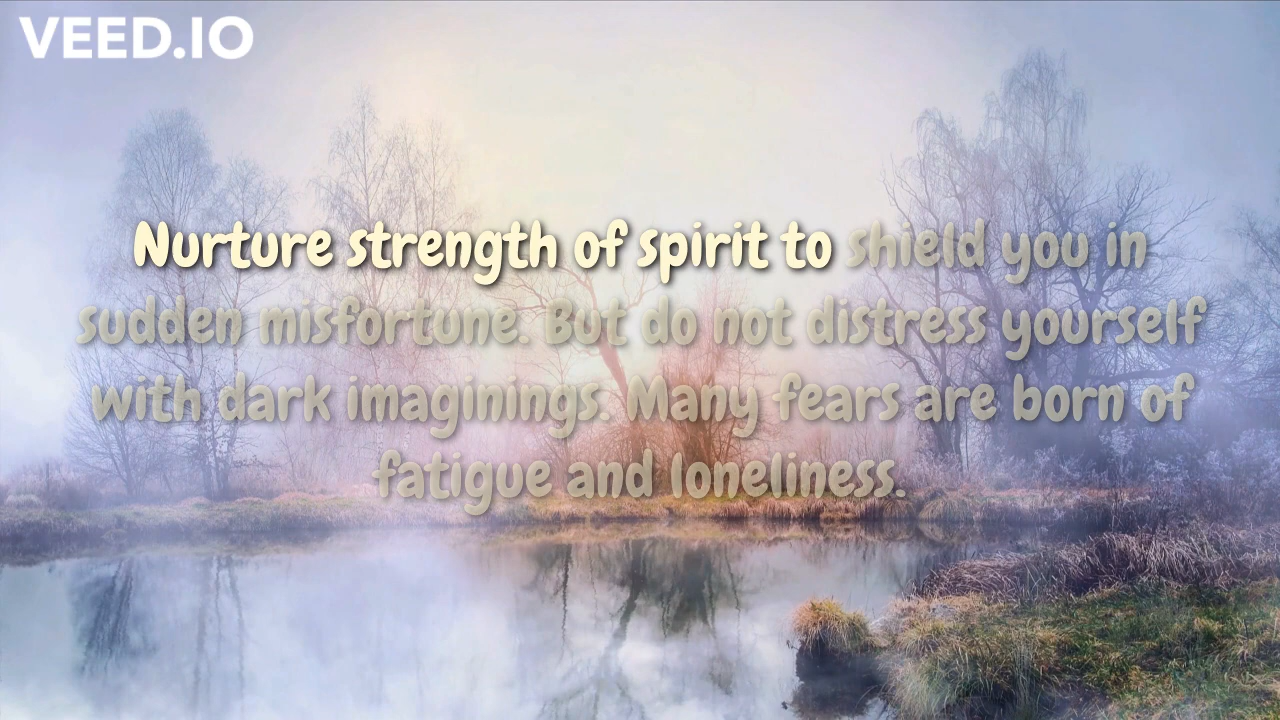 VEED.IO
Nurture strength of spirit to shield you in
sudden misfortune. But do not distress yourself
with dark imaginings. Many fears are born of
fatigue and loneliness.